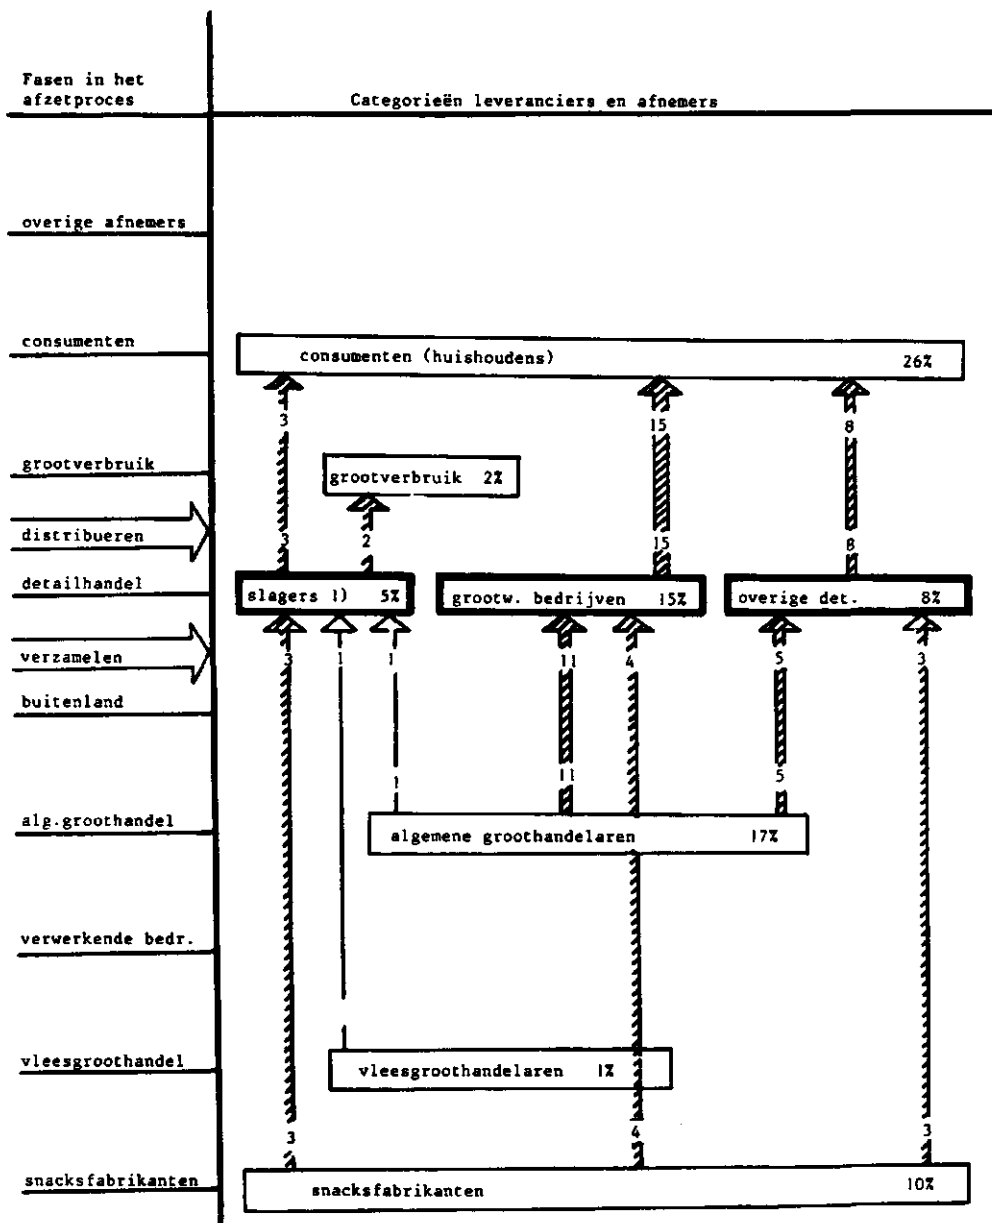 Fasen in het
afzetproces
Categorieën leveranciers en afnemers
overige afnemers
consumenten
consumenten (huishoudens) 26%
3 15 8
grootverbruik
grootverbruik 2%
distribueren
3 2 15 8
detailhandel
slagers 1) 5% grootw. bedrijven 15% overige det. 8%
verzamelen
3 1 1 11 4 5 3
buitenland
1 11 5
alg.groothandel
algemene groothandelaren 17%
verwerkende bedr.
vleesgroothandel
vleesgroothandelaren 1%
3 4 3
snacksfabrikanten
snacksfabrikanten 10%